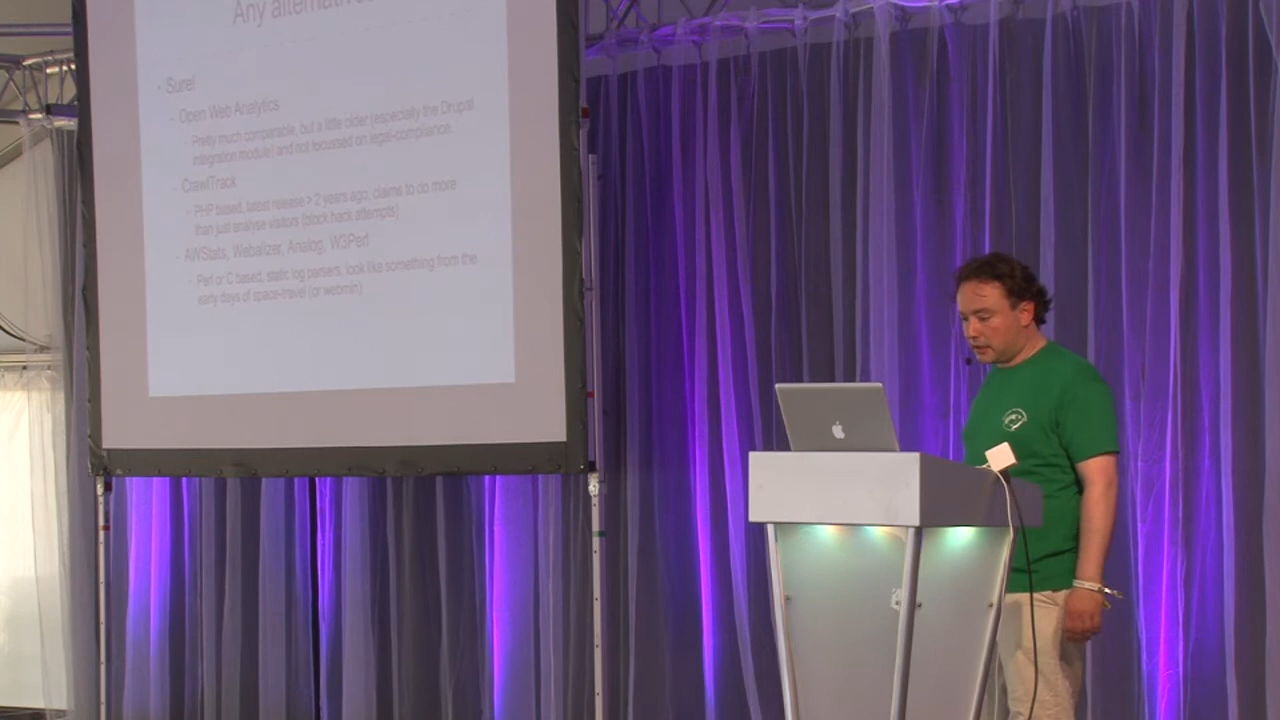 Any alternatives
- Sure!
- Open Web Analytics
- Pretty much comparable, but a little older (especially the Drupal
integration module) and not focussed on legal-compliance.
- CrawlTrack
- PHP based, latest release > 2 years ago, claims to do more
than just analyse visitors (block hack attempts)
- AWStats, Webalizer, Analog, W3Perl
- Perl or C based, static log parsers, look like something from the
early days of space-travel (or webmin)